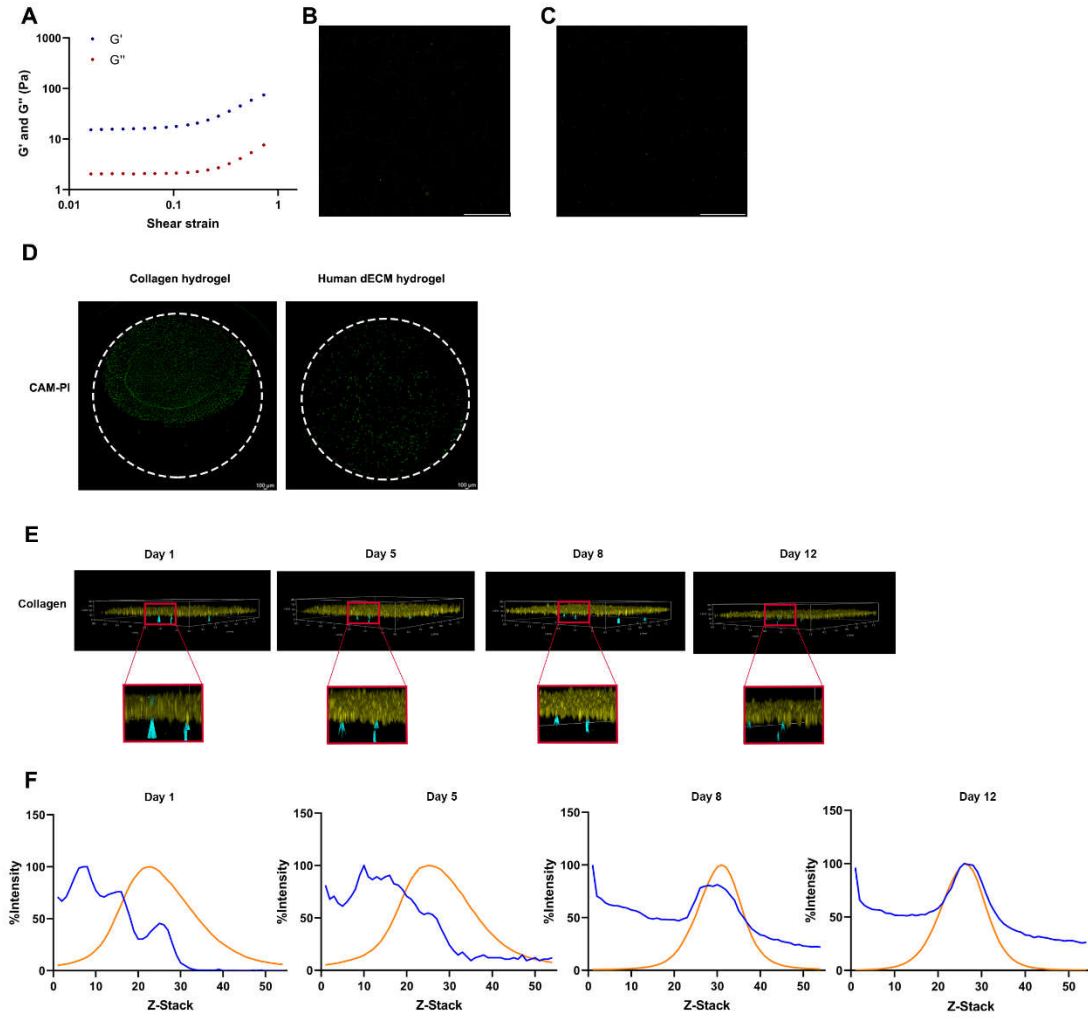 A
B
C
G'
G''
G' and G'' (Pa)
1000
100
10
1
0.01
0.1
1
Shear strain
D
Collagen hydrogel
Human dECM hydrogel
CAM-PI
100 µm
100 µm
E
Day 1
Day 5
Day 8
Day 12
Collagen
F
Day 1
Day 5
Day 8
Day 12
%Intensity
150
100
50
0
0 10 20 30 40 50
Z-Stack
%Intensity
150
100
50
0
0 10 20 30 40 50
Z-Stack
%Intensity
150
100
50
0
0 10 20 30 40 50
Z-Stack
%Intensity
150
100
50
0
0 10 20 30 40 50
Z-Stack